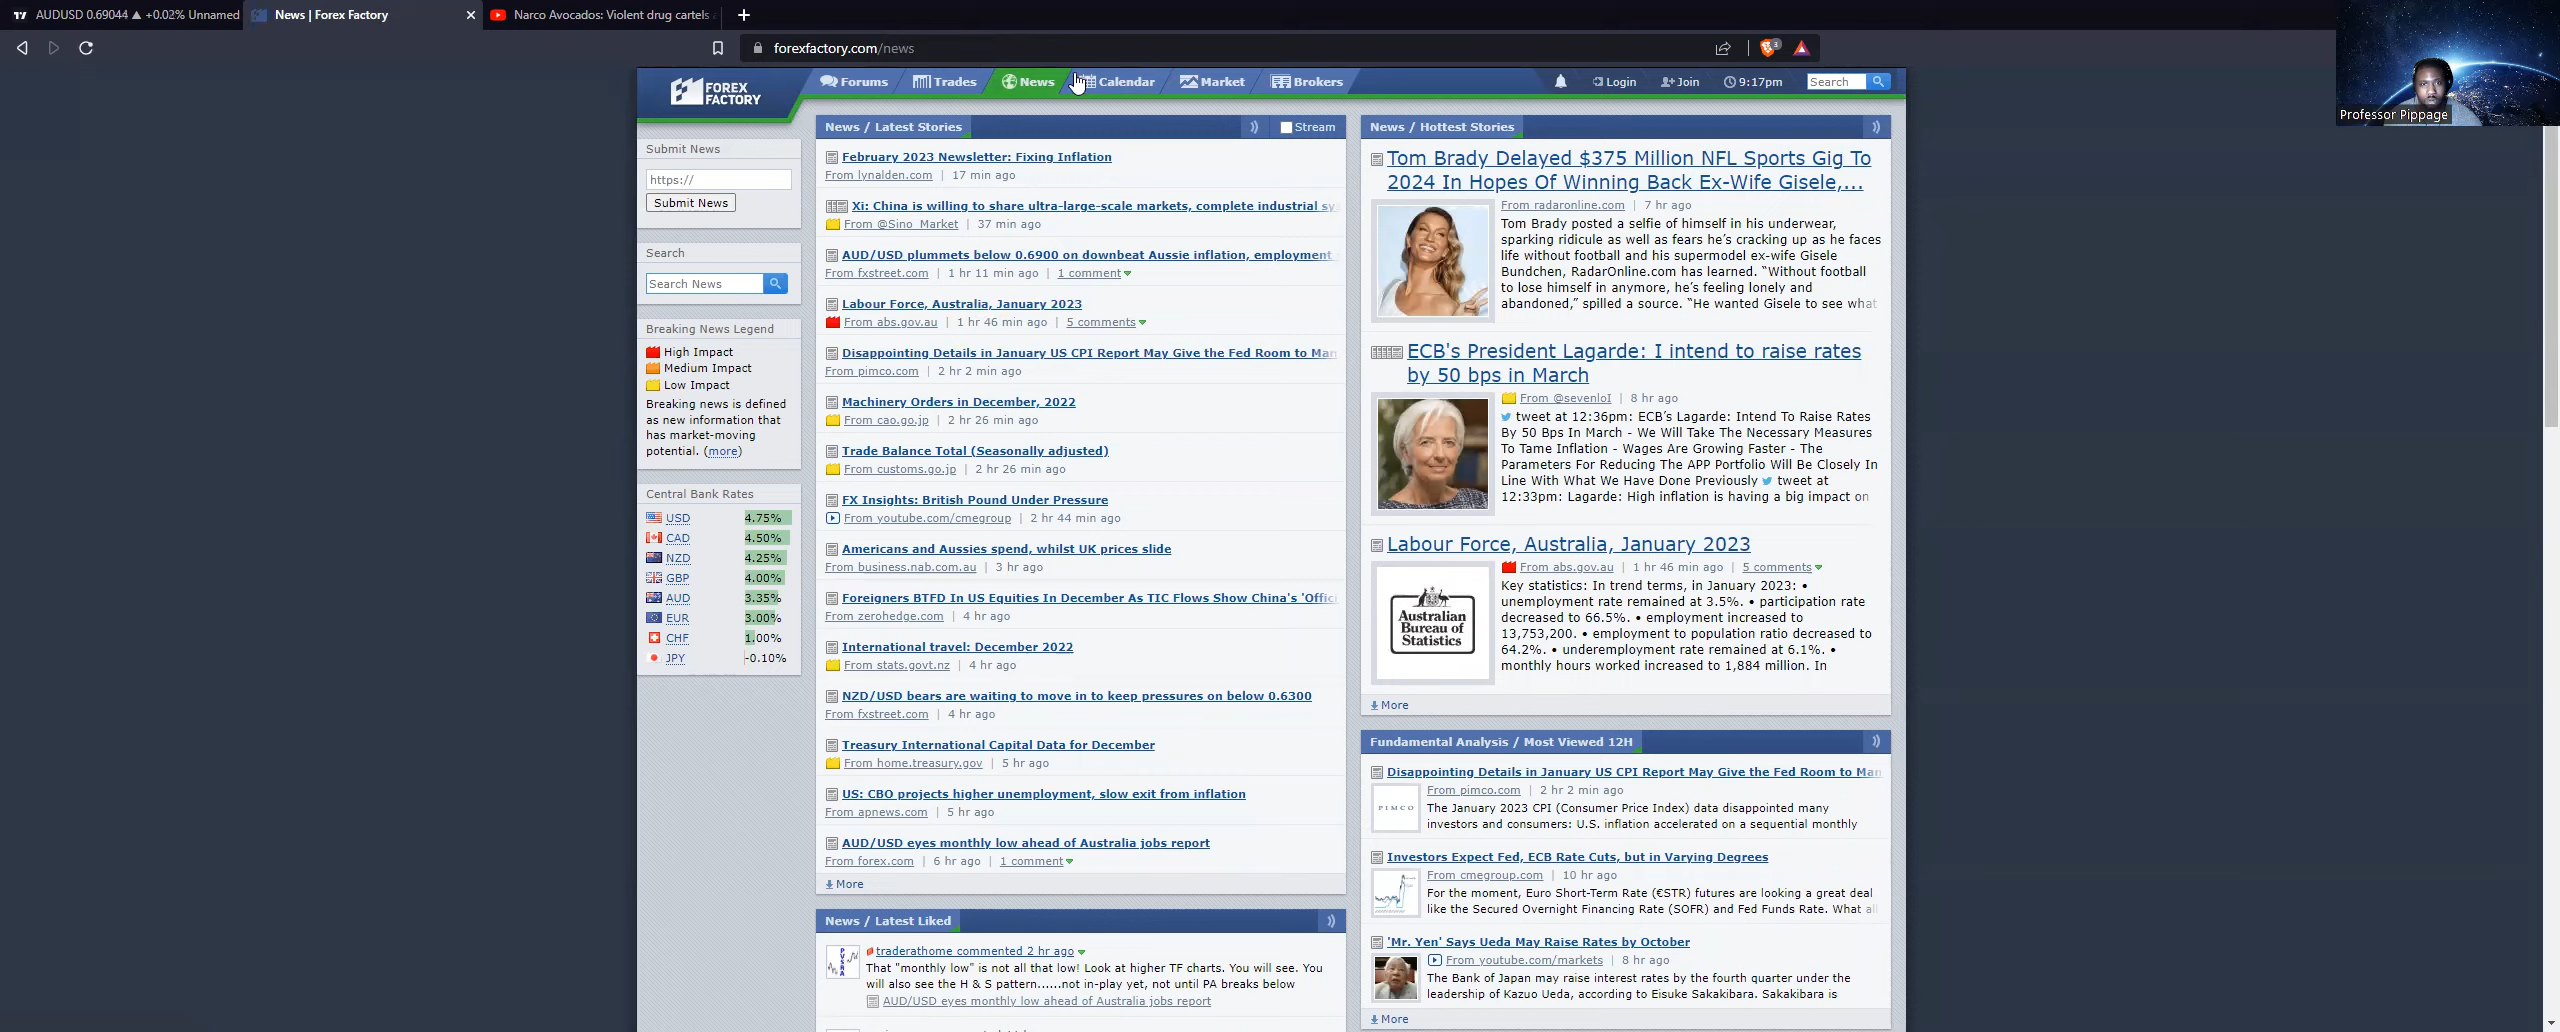 AUDUSD 0.69044 ▲ +0.02% Unnamed
News | Forex Factory
Narco Avocados: Violent drug cartels
forexfactory.com/news
3
Professor Pippage
FOREX FACTORY
Forums
Trades
News
Calendar
Market
Brokers
Login
Join
9:17pm
Search
Submit News
https://
Submit News
Search
Search News
Breaking News Legend
High Impact
Medium Impact
Low Impact
Breaking news is defined
as new information that
has market-moving
potential. (more)
Central Bank Rates
USD 4.75%
CAD 4.50%
NZD 4.25%
GBP 4.00%
AUD 3.35%
EUR 3.00%
CHF 1.00%
JPY -0.10%
News / Latest Stories
Stream
February 2023 Newsletter: Fixing Inflation
From lynalden.com | 17 min ago
Xi: China is willing to share ultra-large-scale markets, complete industrial sy
From @Sino_Market | 37 min ago
AUD/USD plummets below 0.6900 on downbeat Aussie inflation, employment
From fxstreet.com | 1 hr 11 min ago | 1 comment
Labour Force, Australia, January 2023
From abs.gov.au | 1 hr 46 min ago | 5 comments
Disappointing Details in January US CPI Report May Give the Fed Room to Man
From pimco.com | 2 hr 2 min ago
Machinery Orders in December, 2022
From cao.go.jp | 2 hr 26 min ago
Trade Balance Total (Seasonally adjusted)
From customs.go.jp | 2 hr 26 min ago
FX Insights: British Pound Under Pressure
From youtube.com/cmegroup | 2 hr 44 min ago
Americans and Aussies spend, whilst UK prices slide
From business.nab.com.au | 3 hr ago
Foreigners BTFD In US Equities In December As TIC Flows Show China's 'Offici
From zerohedge.com | 4 hr ago
International travel: December 2022
From stats.govt.nz | 4 hr ago
NZD/USD bears are waiting to move in to keep pressures on below 0.6300
From fxstreet.com | 4 hr ago
Treasury International Capital Data for December
From home.treasury.gov | 5 hr ago
US: CBO projects higher unemployment, slow exit from inflation
From apnews.com | 5 hr ago
AUD/USD eyes monthly low ahead of Australia jobs report
From forex.com | 6 hr ago | 1 comment
More
News / Latest Liked
traderathome commented 2 hr ago
That "monthly low" is not all that low! Look at higher TF charts. You will see. You
will also see the H & S pattern......not in-play yet, not until PA breaks below
AUD/USD eyes monthly low ahead of Australia jobs report
News / Hottest Stories
Tom Brady Delayed $375 Million NFL Sports Gig To
2024 In Hopes Of Winning Back Ex-Wife Gisele,...
From radaronline.com | 7 hr ago
Tom Brady posted a selfie of himself in his underwear,
sparking ridicule as well as fears he's cracking up as he faces
life without football and his supermodel ex-wife Gisele
Bundchen, RadarOnline.com has learned. "Without football
to lose himself in anymore, he's feeling lonely and
abandoned," spilled a source. "He wanted Gisele to see what
ECB's President Lagarde: I intend to raise rates
by 50 bps in March
From @sevenloI | 8 hr ago
tweet at 12:36pm: ECB's Lagarde: Intend To Raise Rates
By 50 Bps In March - We Will Take The Necessary Measures
To Tame Inflation - Wages Are Growing Faster - The
Parameters For Reducing The APP Portfolio Will Be Closely In
Line With What We Have Done Previously tweet at
12:33pm: Lagarde: High inflation is having a big impact on
Labour Force, Australia, January 2023
From abs.gov.au | 1 hr 46 min ago | 5 comments
Australian
Bureau of
Statistics
Key statistics: In trend terms, in January 2023: •
unemployment rate remained at 3.5%. • participation rate
decreased to 66.5%. • employment increased to
13,753,200. • employment to population ratio decreased to
64.2%. • underemployment rate remained at 6.1%. •
monthly hours worked increased to 1,884 million. In
More
Fundamental Analysis / Most Viewed 12H
Disappointing Details in January US CPI Report May Give the Fed Room to Man
From pimco.com | 2 hr 2 min ago
PIMCO
The January 2023 CPI (Consumer Price Index) data disappointed many
investors and consumers: U.S. inflation accelerated on a sequential monthly
Investors Expect Fed, ECB Rate Cuts, but in Varying Degrees
From cmegroup.com | 10 hr ago
For the moment, Euro Short-Term Rate (€STR) futures are looking a great deal
like the Secured Overnight Financing Rate (SOFR) and Fed Funds Rate. What al
'Mr. Yen' Says Ueda May Raise Rates by October
From youtube.com/markets | 8 hr ago
The Bank of Japan may raise interest rates by the fourth quarter under the
leadership of Kazuo Ueda, according to Eisuke Sakakibara. Sakakibara is
More